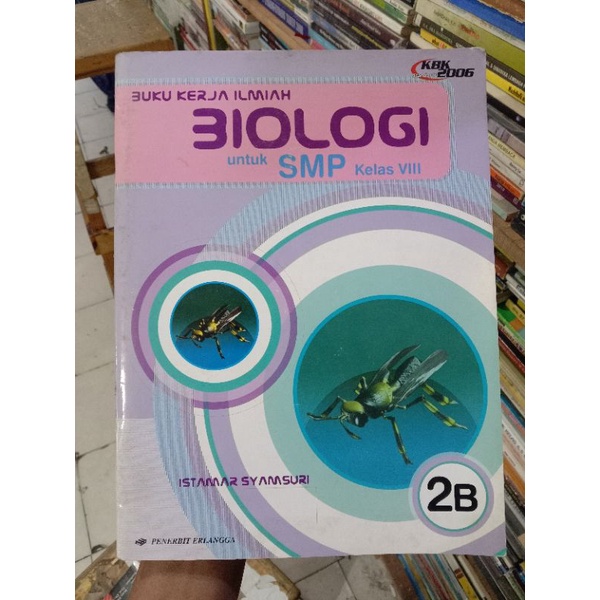 KBK
2006
BUKU KERJA ILMIAH
BIOLOGI
untuk SMP Kelas VIII
ISTAMAR SYAMSURI
2B
PENERBIT ERLANGGA